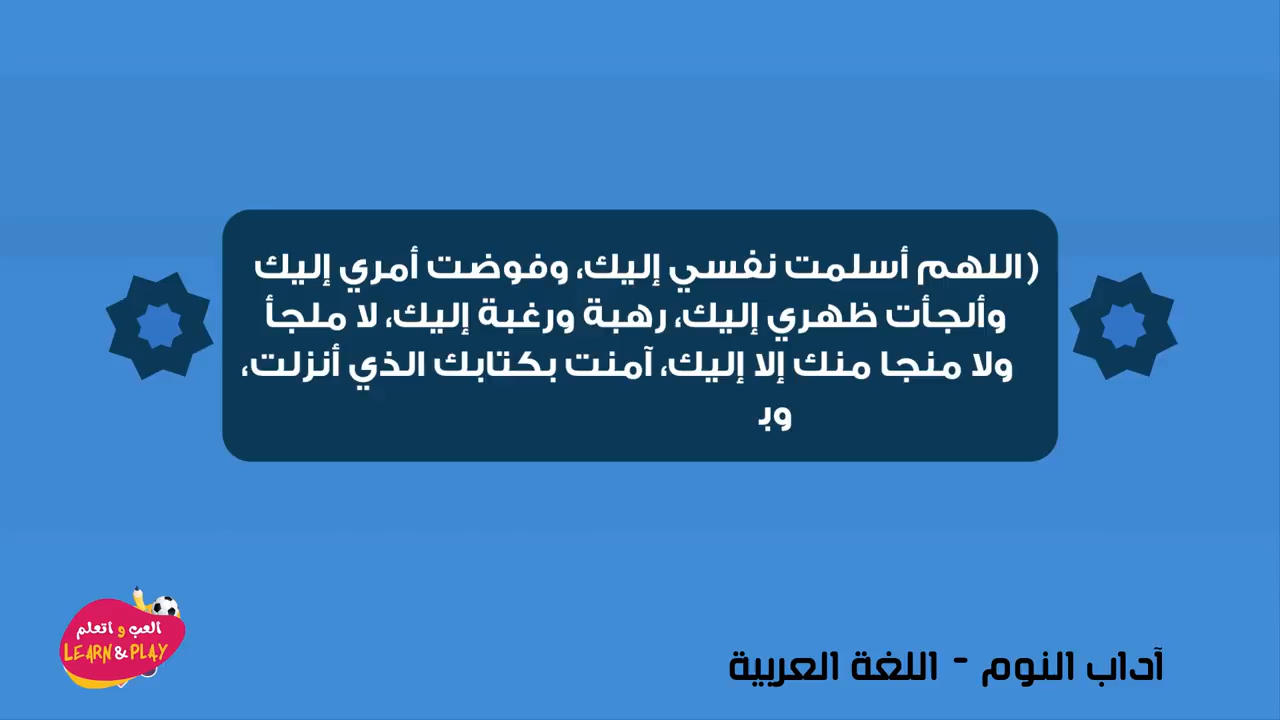 (اللهم أسلمت نفسي إليك، وفوضت أمري إليك
وألجأت ظهري إليك، رهبة ورغبة إليك، لا ملجأ
ولا منجا منك إلا إليك، آمنت بكتابك الذي أنزلت،
وبـ
العب و اتعلم
LEARN & PLAY
آداب النوم - اللغة العربية